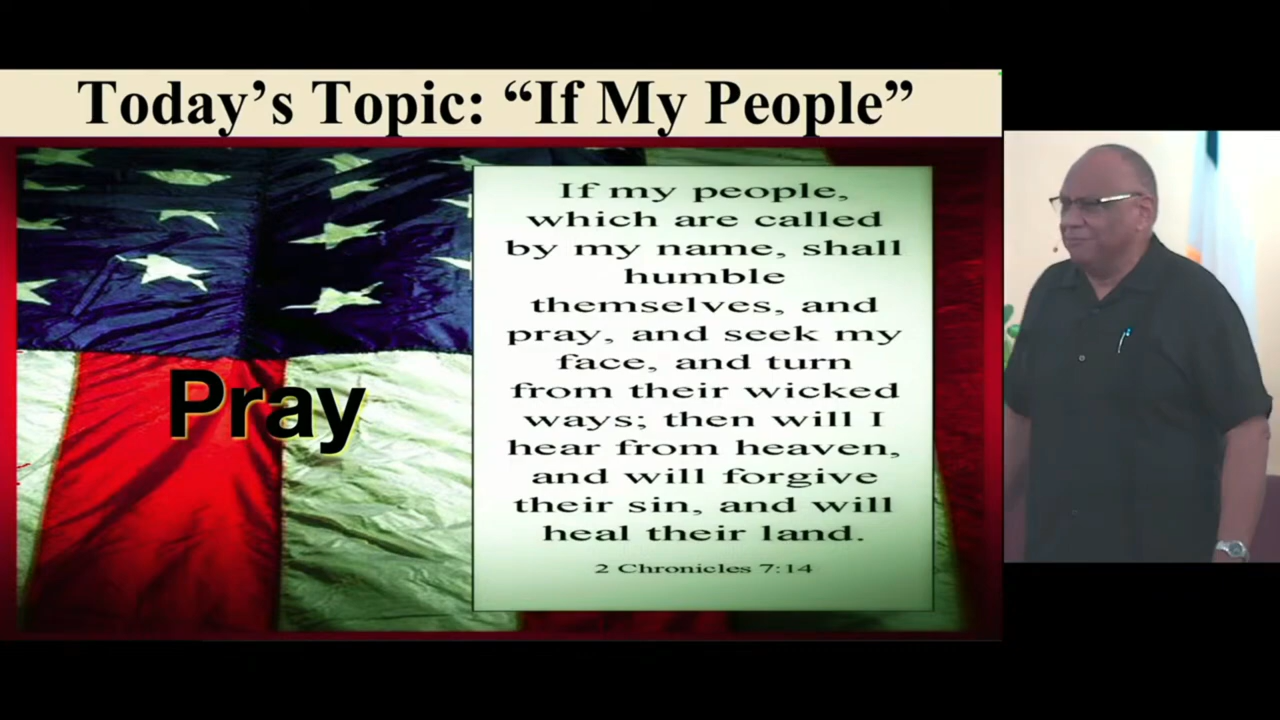 Today’s Topic: “If My People”
Pray
If my people,
which are called
by my name, shall
humble
themselves, and
pray, and seek my
face, and turn
from their wicked
ways; then will I
hear from heaven,
and will forgive
their sin, and will
heal their land.
2 Chronicles 7:14